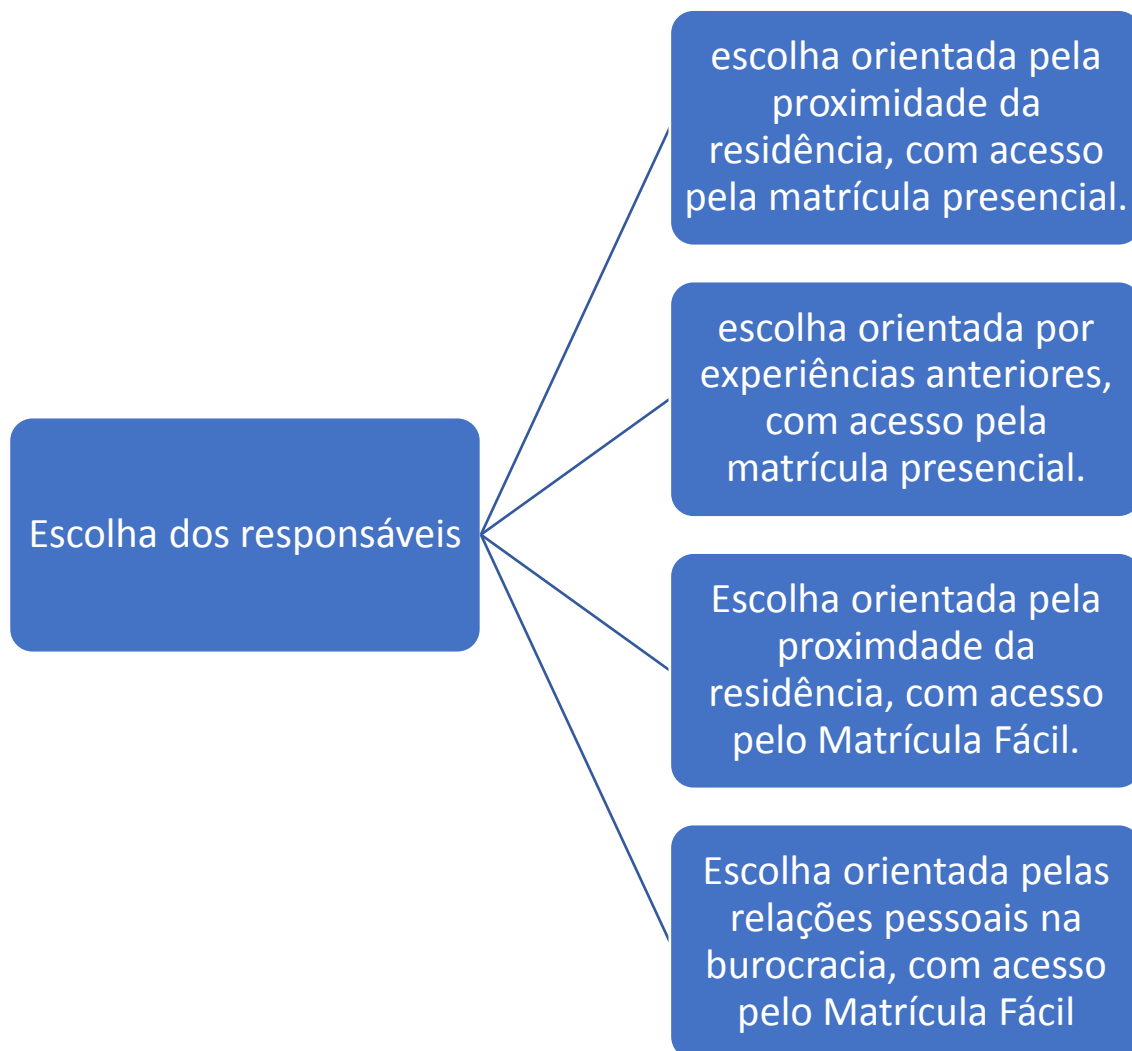 escolha orientada pela
proximidade da
residência, com acesso
pela matrícula presencial.
escolha orientada por
experiências anteriores,
com acesso pela
matrícula presencial.
Escolha dos responsáveis
Escolha orientada pela
proximdade da
residência, com acesso
pelo Matrícula Fácil.
Escolha orientada pelas
relações pessoais na
burocracia, com acesso
pelo Matrícula Fácil